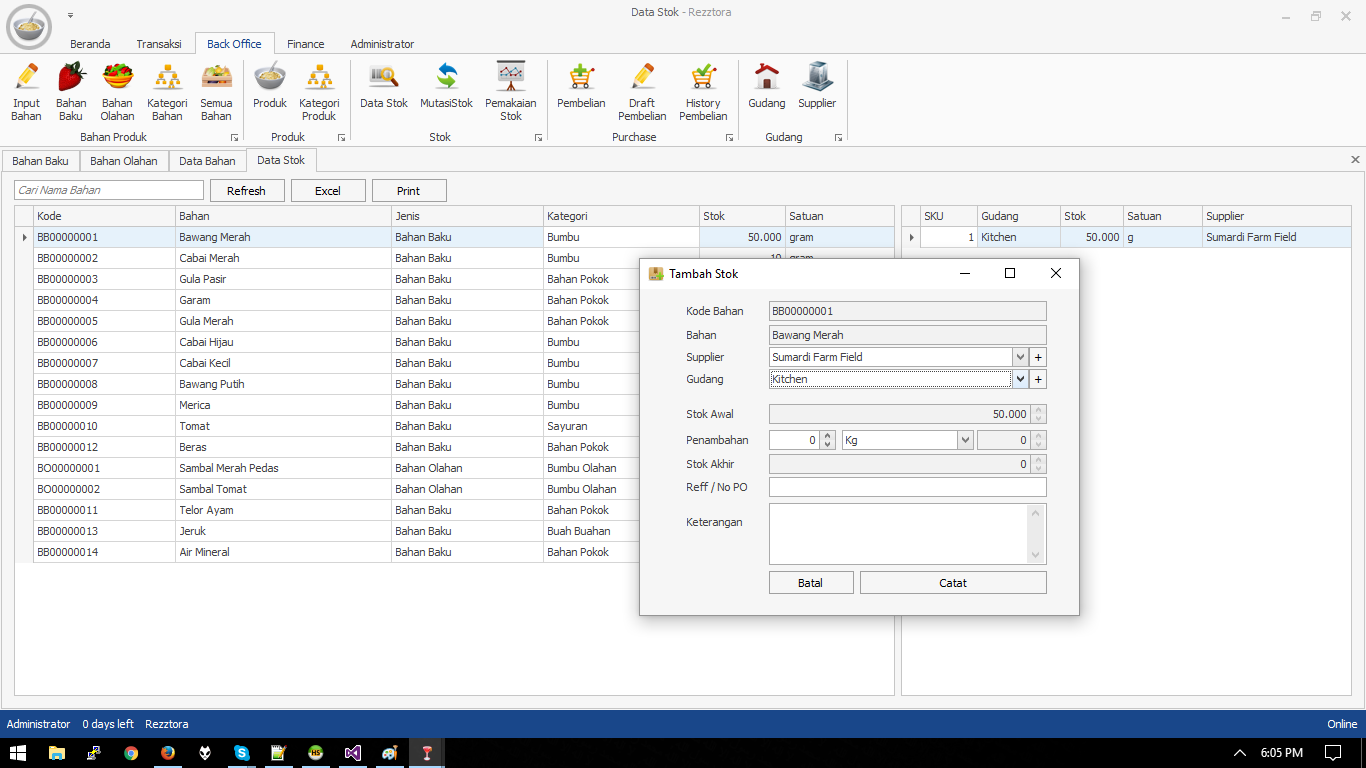 Data Stok - Rezztora
Beranda Transaksi Back Office Finance Administrator
Input Bahan Bahan Baku Bahan Olahan Kategori Bahan Semua Bahan Produk Kategori Produk Data Stok MutasiStok Pemakaian Stok Pembelian Draft Pembelian History Pembelian Gudang Supplier
Bahan Produk Produk Stok Purchase Gudang
Bahan Baku Bahan Olahan Data Bahan Data Stok
Cari Nama Bahan Refresh Excel Print
Kode Bahan Jenis Kategori Stok Satuan
BB00000001 Bawang Merah Bahan Baku Bumbu 50.000 gram
BB00000002 Cabai Merah Bahan Baku Bumbu
BB00000003 Gula Pasir Bahan Baku Bahan Pokok
BB00000004 Garam Bahan Baku Bahan Pokok
BB00000005 Gula Merah Bahan Baku Bahan Pokok
BB00000006 Cabai Hijau Bahan Baku Bumbu
BB00000007 Cabai Kecil Bahan Baku Bumbu
BB00000008 Bawang Putih Bahan Baku Bumbu
BB00000009 Merica Bahan Baku Bumbu
BB00000010 Tomat Bahan Baku Sayuran
BB00000012 Beras Bahan Baku Bahan Pokok
BO00000001 Sambal Merah Pedas Bahan Olahan Bumbu Olahan
BO00000002 Sambal Tomat Bahan Olahan Bumbu Olahan
BB00000011 Telor Ayam Bahan Baku Bahan Pokok
BB00000013 Jeruk Bahan Baku Buah Buahan
BB00000014 Air Mineral Bahan Baku Bahan Pokok
SKU Gudang Stok Satuan Supplier
1 Kitchen 50.000 g Sumardi Farm Field
Tambah Stok
Kode Bahan BB00000001
Bahan Bawang Merah
Supplier Sumardi Farm Field +
Gudang Kitchen +
Stok Awal 50.000
Penambahan 0 Kg 0
Stok Akhir 0
Reff / No PO
Keterangan
Batal Catat
Administrator 0 days left Rezztora Online
6:05 PM